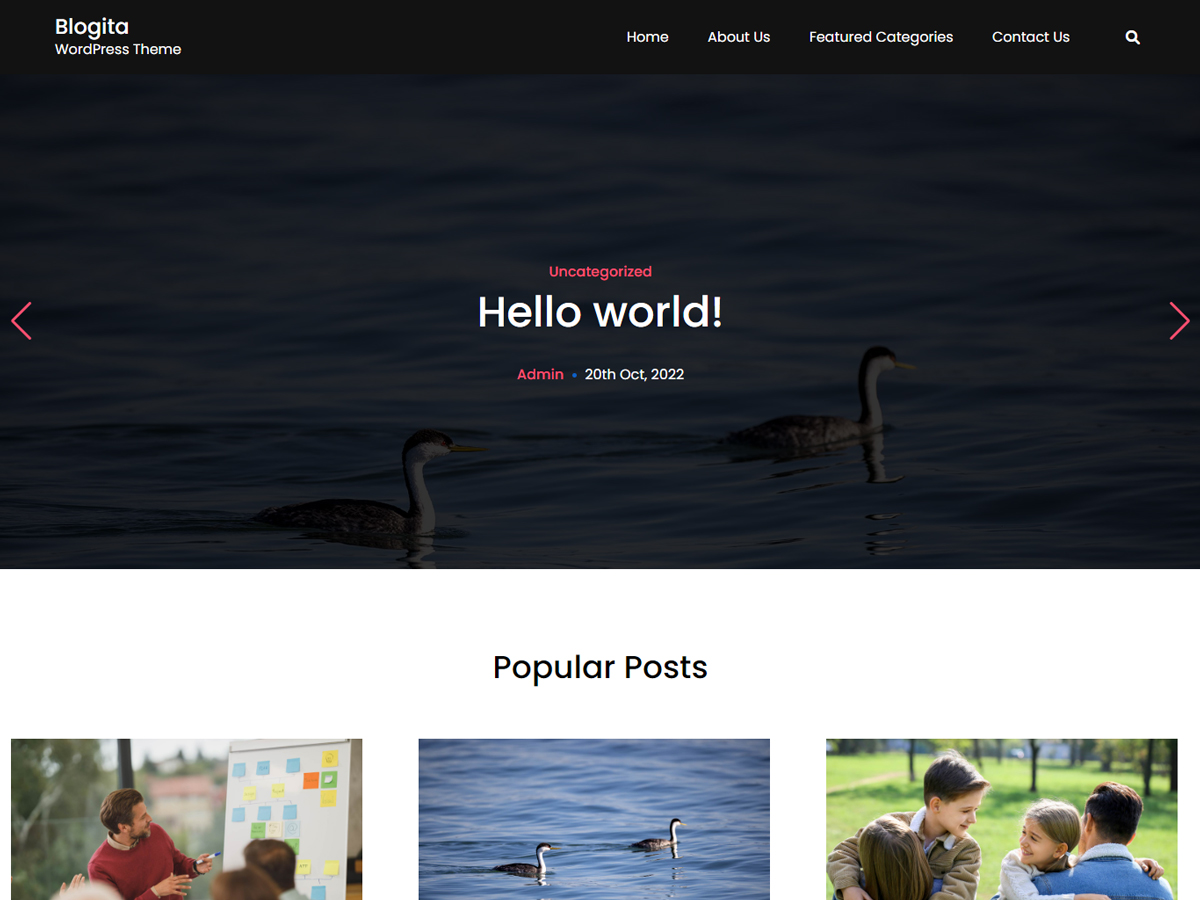 Blogita
WordPress Theme
Home
About Us
Featured Categories
Contact Us
Uncategorized
Hello world!
Admin • 20th Oct, 2022
Popular Posts